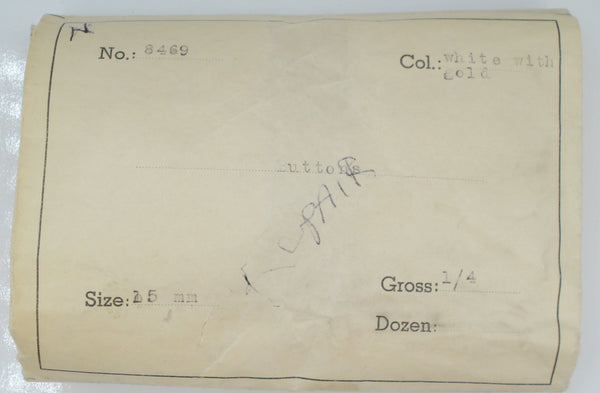 No.: 8469
Col.: white with
gold
Buttons
Size: 15 mm
Gross: 1/4
Dozen: